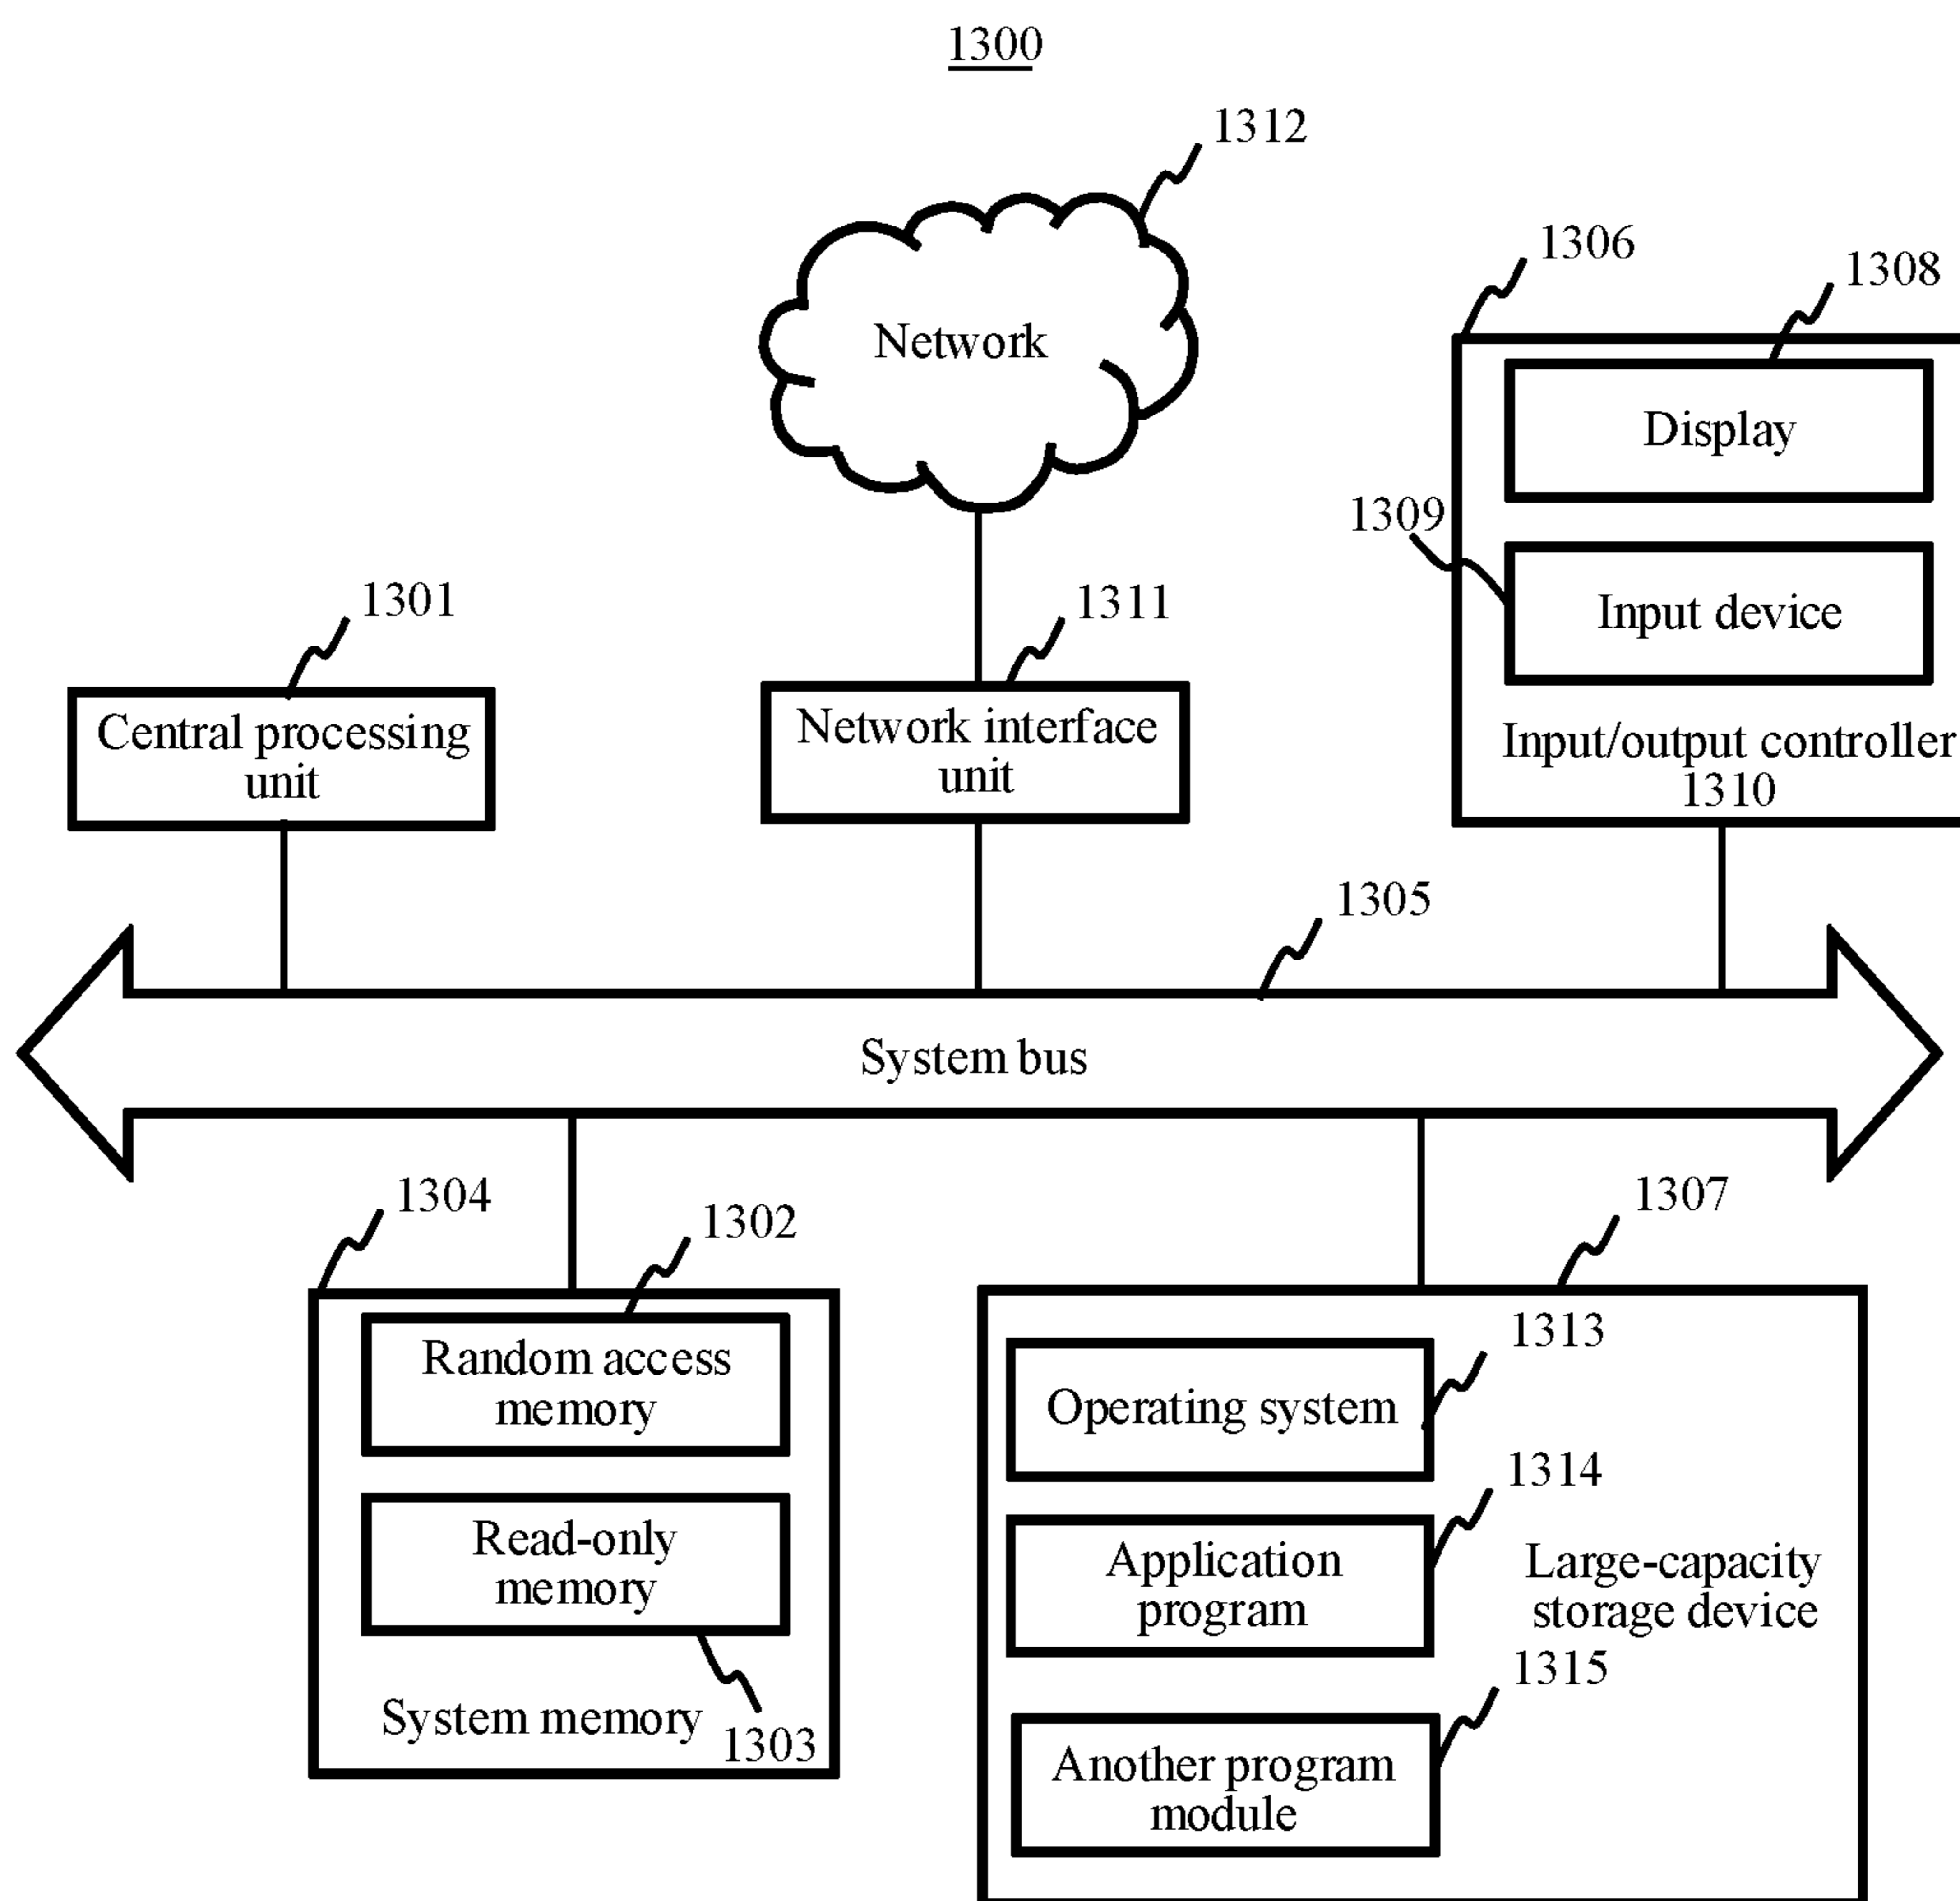 1300
1312
Network
1306
1308
Display
1309
Input device
Input/output controller
1310
1301
Central processing
unit
1311
Network interface
unit
1305
System bus
1304
1302
Random access
memory
Read-only
memory
System memory
1303
1307
1313
Operating system
1314
Application
program
Large-capacity
storage device
1315
Another program
module